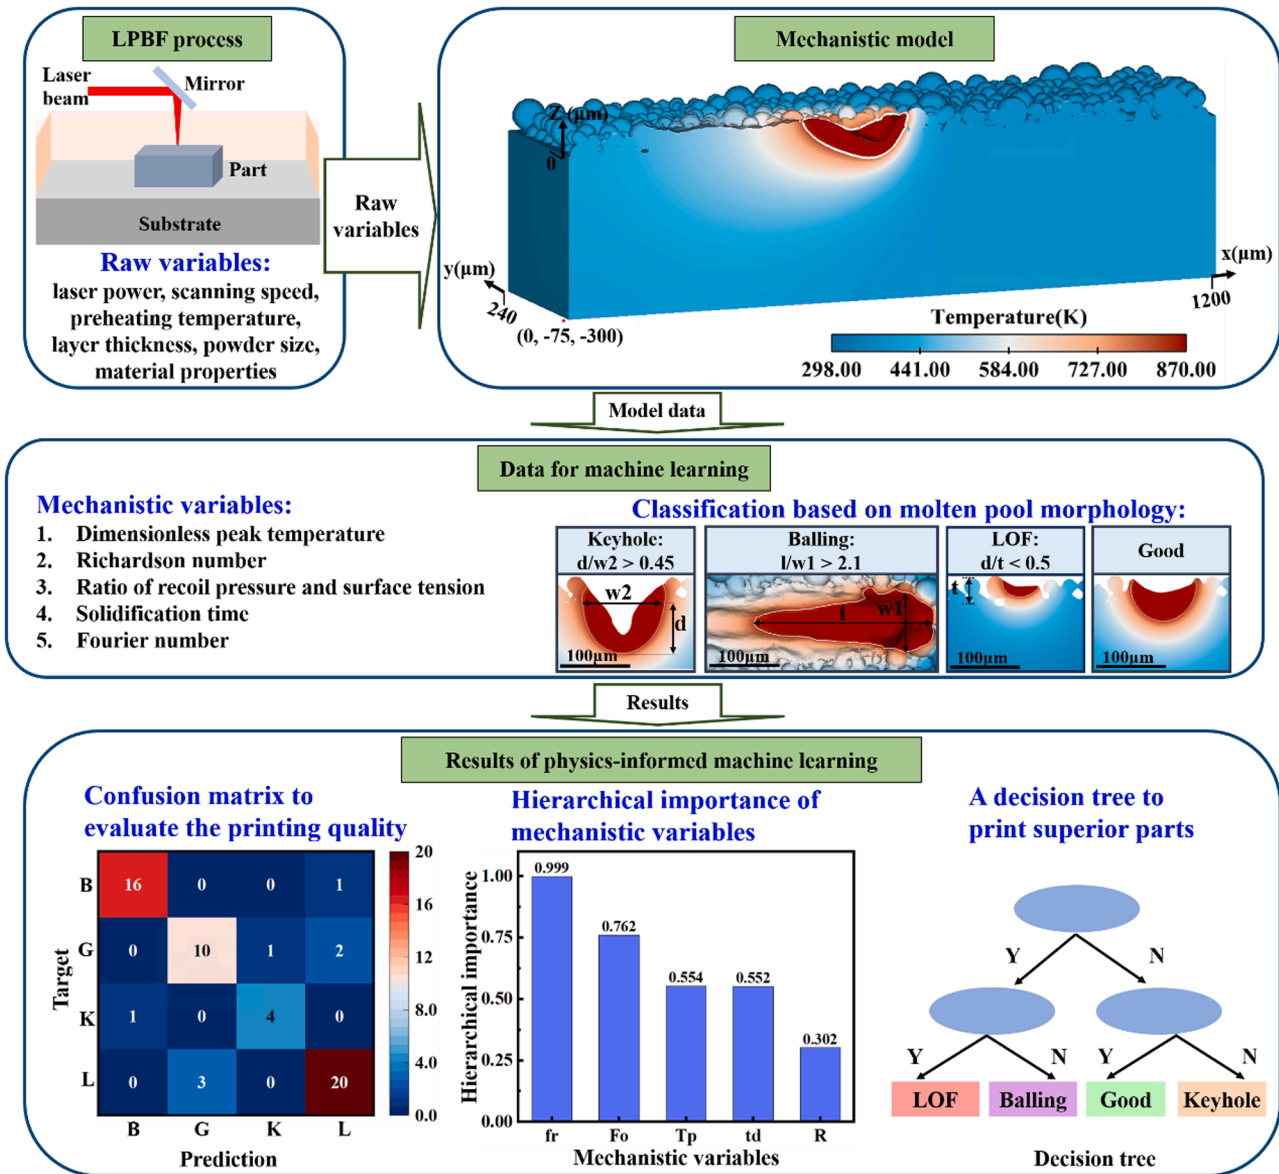 LPBF process
Laser
beam
Mirror
Part
Substrate
Raw variables:
laser power, scanning speed,
preheating temperature,
layer thickness, powder size,
material properties
Raw
variables
Mechanistic model
Z (μm)
0
y(μm)
240
(0, -75, -300)
x(μm)
1200
Temperature(K)
298.00 441.00 584.00 727.00 870.00
Model data
Data for machine learning
Mechanistic variables:
1. Dimensionless peak temperature
2. Richardson number
3. Ratio of recoil pressure and surface tension
4. Solidification time
5. Fourier number
Classification based on molten pool morphology:
Keyhole:
d/w2 > 0.45
w2
d
100μm
Balling:
l/w1 > 2.1
l
w1
100μm
LOF:
d/t < 0.5
t
100μm
Good
100μm
Results
Results of physics-informed machine learning
Confusion matrix to
evaluate the printing quality
Target
B 16 0 0 1
G 0 10 1 2
K 1 0 4 0
L 0 3 0 20
B G K L
Prediction
20
16
12
8.0
4.0
0.0
Hierarchical importance of
mechanistic variables
Hierarchical importance
1.00
0.75
0.50
0.25
0.00
0.999
0.762
0.554
0.552
0.302
fr Fo Tp td R
Mechanistic variables
A decision tree to
print superior parts
Y N
Y N Y N
LOF Balling Good Keyhole
Decision tree